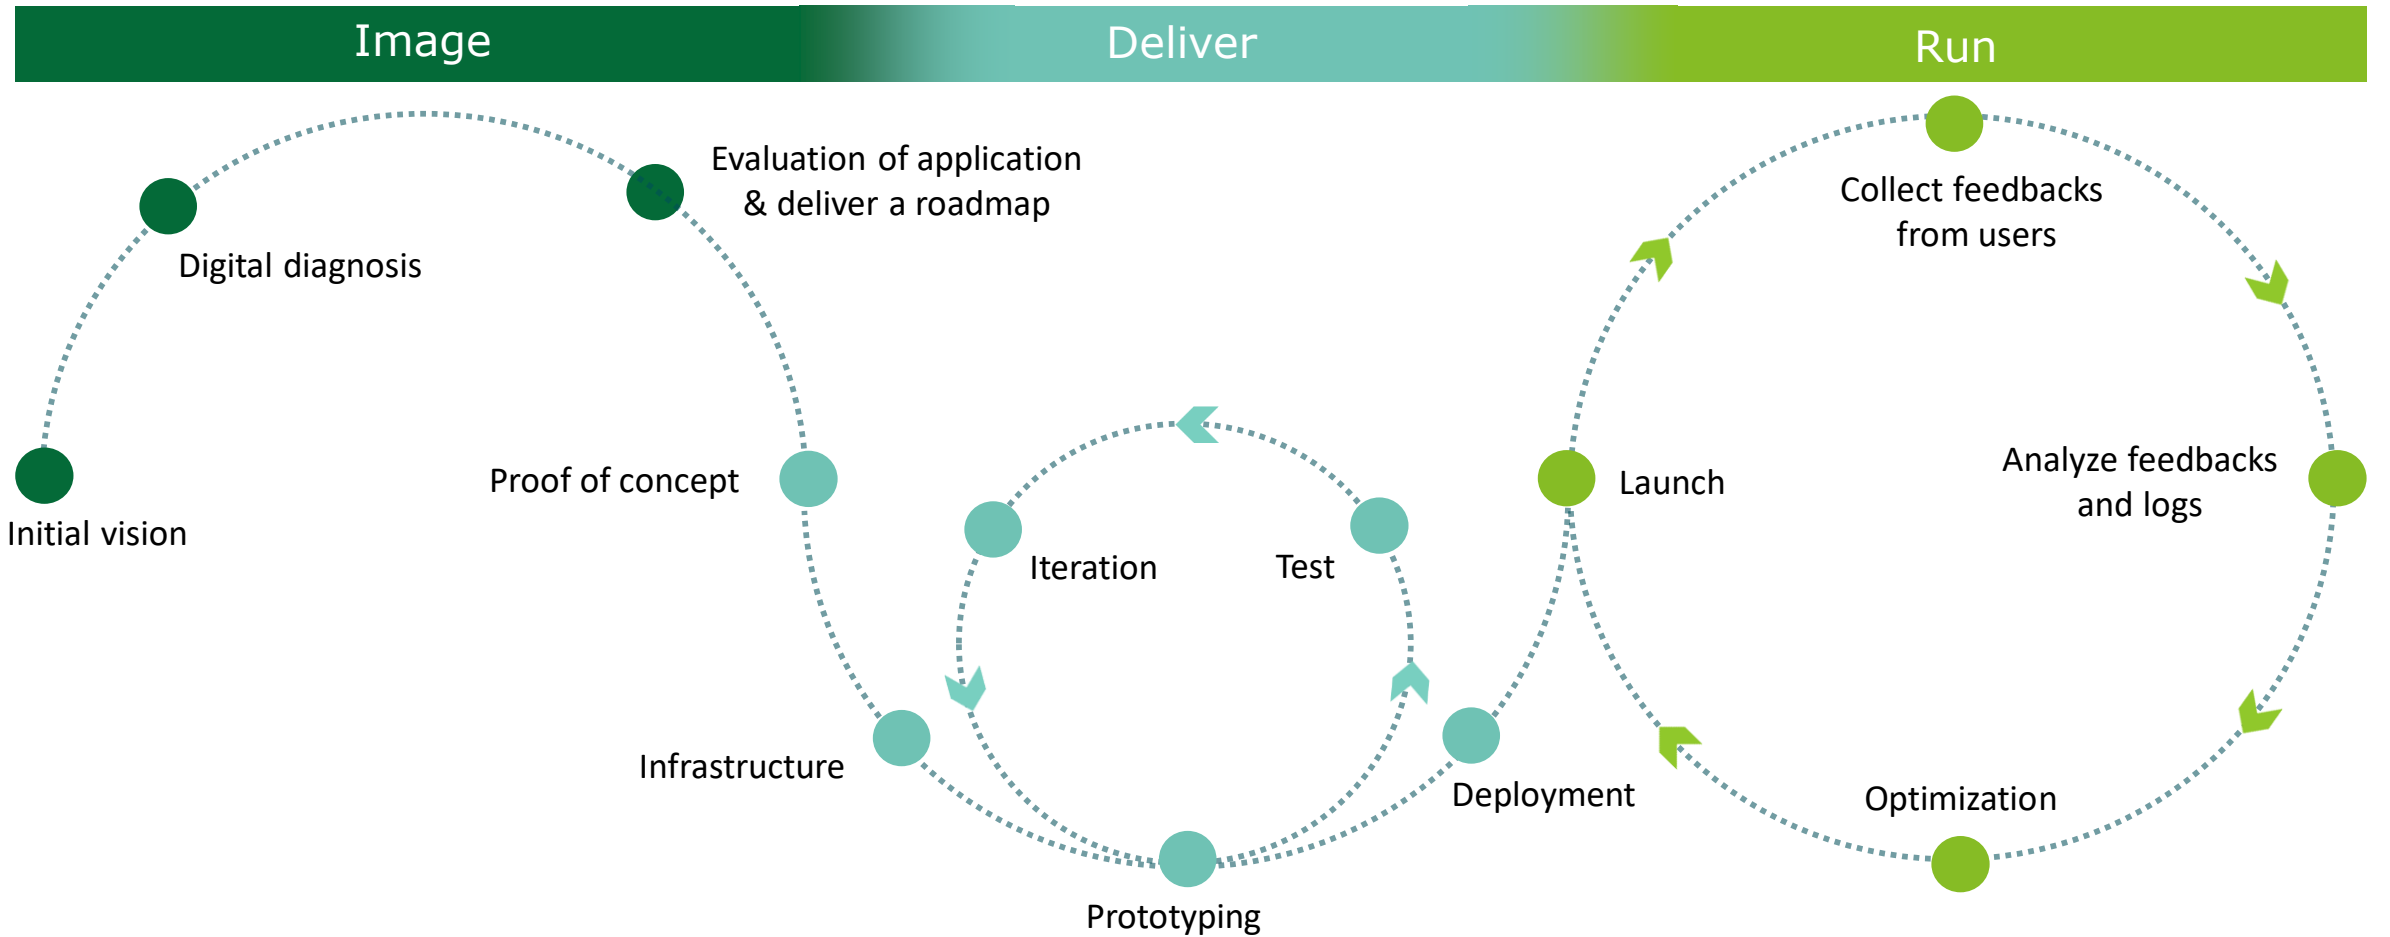 Image
Deliver
Run
Evaluation of application
& deliver a roadmap
Digital diagnosis
Initial vision
Proof of concept
Infrastructure
Iteration
Test
Prototyping
Deployment
Launch
Collect feedbacks
from users
Analyze feedbacks
and logs
Optimization